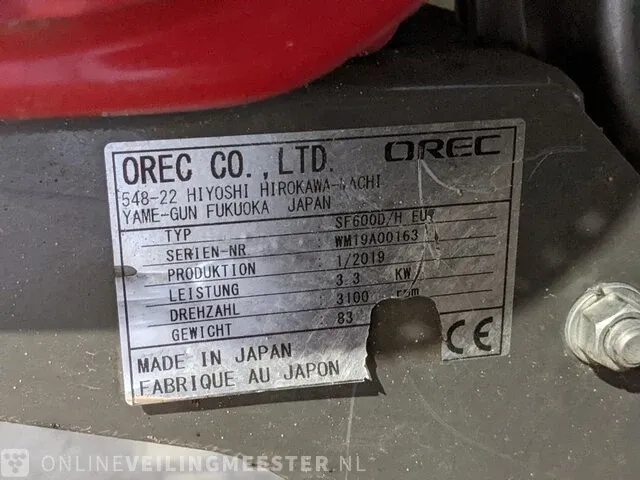 OREC CO.,LTD. OREC
548-22 HIYOSHI HIROKAWA-MACHI
YAME-GUN FUKUOKA JAPAN
TYP : SF600D/H EU
SERIEN-NR : WM19A00163
PRODUKTION : 1/2019
LEISTUNG : 3.3 KW
DREHZAHL : 3100 rpm
GEWICHT : 83
MADE IN JAPAN
FABRIQUE AU JAPON
CE
ONLINEVEILINGMEESTER.NL